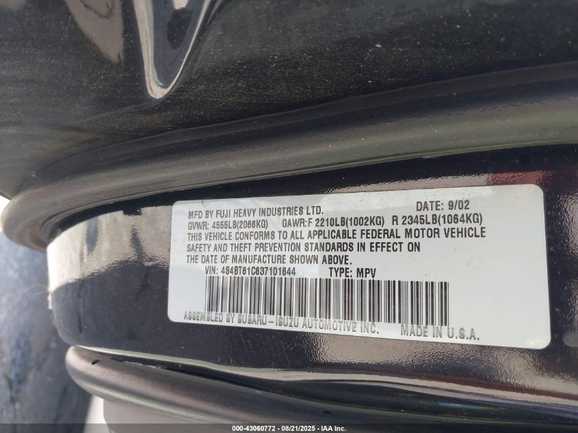 MFD BY FUJI HEAVY INDUSTRIES LTD. DATE: 9/02
GVWR: 4555LB(2066KG) GAWR:F 2210LB(1002KG) R 2345LB(1064KG)
THIS VEHICLE CONFORMS TO ALL APPLICABLE FEDERAL MOTOR VEHICLE
SAFETY AND THEFT PREVENTION STANDARDS IN EFFECT ON
THE DATE OF MANUFACTURE SHOWN ABOVE.
VIN: 4S4BT61C637101644 TYPE: MPV
ASSEMBLED BY SUBARU-ISUZU AUTOMOTIVE INC. MADE IN U.S.A.
000-43060772 - 08/21/2025 - IAA Inc.